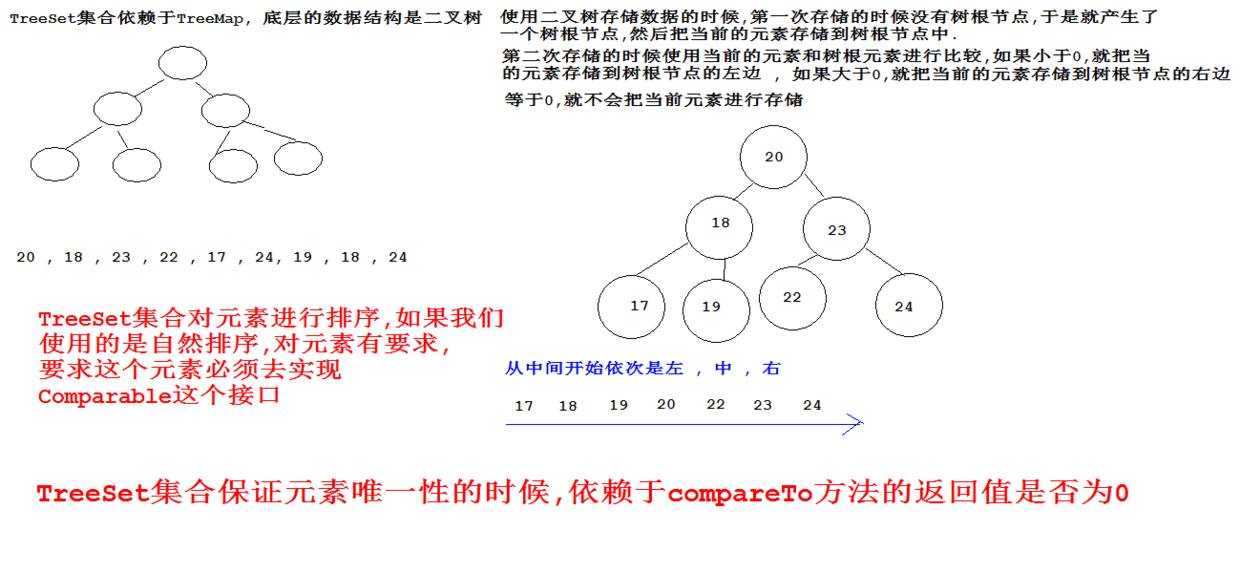 TreeSet集合依赖于TreeMap, 底层的数据结构是二叉树
使用二叉树存储数据的时候,第一次存储的时候没有树根节点,于是就产生了
一个树根节点,然后把当前的元素存储到树根节点中.
第二次存储的时候使用当前的元素和树根元素进行比较,如果小于0,就把当
的元素存储到树根节点的左边 , 如果大于0,就把当前的元素存储到树根节点的右边
等于0,就不会把当前元素进行存储
20
18
23
17
19
22
24
20 , 18 , 23 , 22 , 17 , 24, 19 , 18 , 24
TreeSet集合对元素进行排序,如果我们
使用的是自然排序,对元素有要求,
要求这个元素必须去实现
Comparable这个接口
从中间开始依次是左 , 中 , 右
17 18 19 20 22 23 24
TreeSet集合保证元素唯一性的时候,依赖于compareTo方法的返回值是否为0